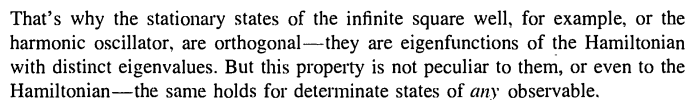 That's why the stationary states of the infinite square well, for example, or the
harmonic oscillator, are orthogonal—they are eigenfunctions of the Hamiltonian
with distinct eigenvalues. But this property is not peculiar to them, or even to the
Hamiltonian—the same holds for determinate states of any observable.